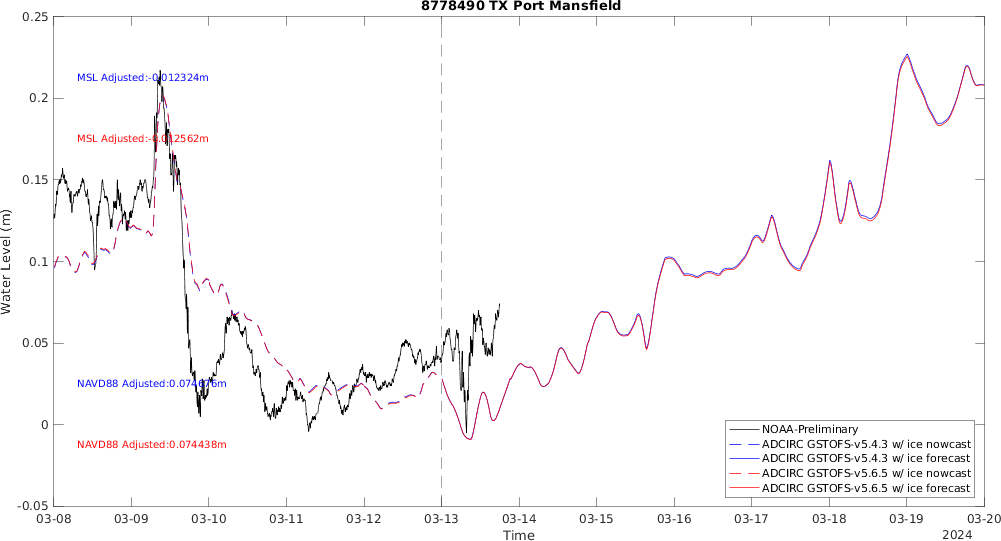 8778490 TX Port Mansfield
0.25
0.2
0.15
0.1
0.05
0
-0.05
Water Level (m)
MSL Adjusted:-0.012324m
MSL Adjusted:-0.012562m
NAVD88 Adjusted:0.074676m
NAVD88 Adjusted:0.074438m
NOAA-Preliminary
ADCIRC GSTOFS-v5.4.3 w/ ice nowcast
ADCIRC GSTOFS-v5.4.3 w/ ice forecast
ADCIRC GSTOFS-v5.6.5 w/ ice nowcast
ADCIRC GSTOFS-v5.6.5 w/ ice forecast
03-08 03-09 03-10 03-11 03-12 03-13 03-14 03-15 03-16 03-17 03-18 03-19 03-20
Time
2024